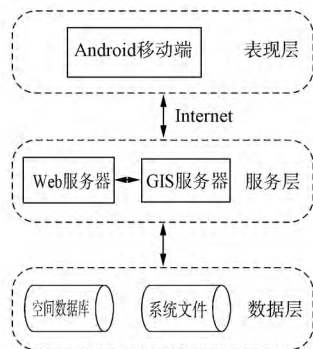 Android移动端
表现层
Internet
Web服务器
GIS服务器
服务层
空间数据库
系统文件
数据层